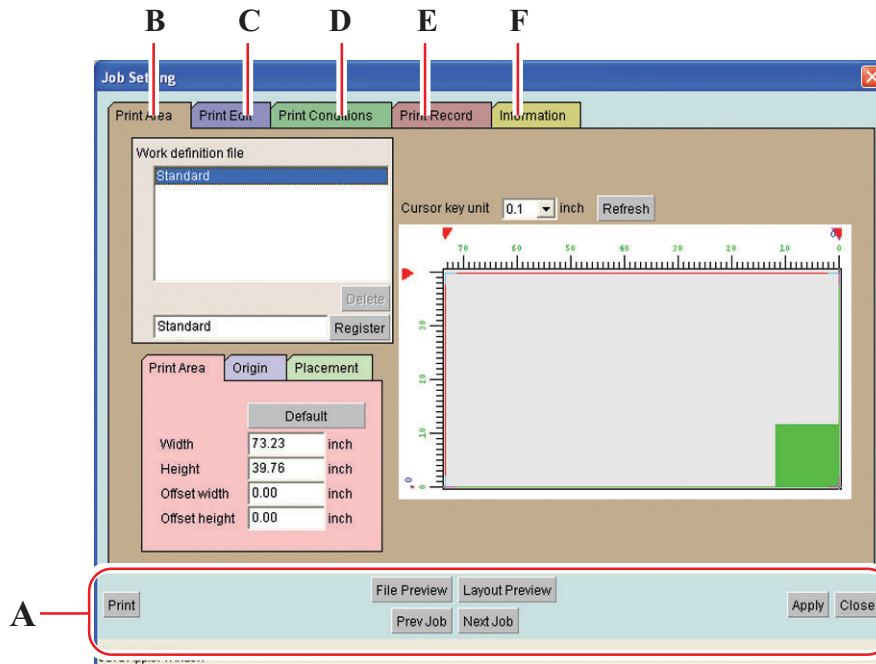 B C D E F
Job Setting
Print Area Print Edit Print Conditions Print Record Information
Work definition file
Standard
Cursor key unit 0.1 inch Refresh
70 60 50 40 30 20 10 0
0
Delete
Standard Register
30
20
10
0
0
Print Area Origin Placement
Default
Width 73.23 inch
Height 39.76 inch
Offset width 0.00 inch
Offset height 0.00 inch
A
File Preview Layout Preview
Print Apply Close
Prev Job Next Job